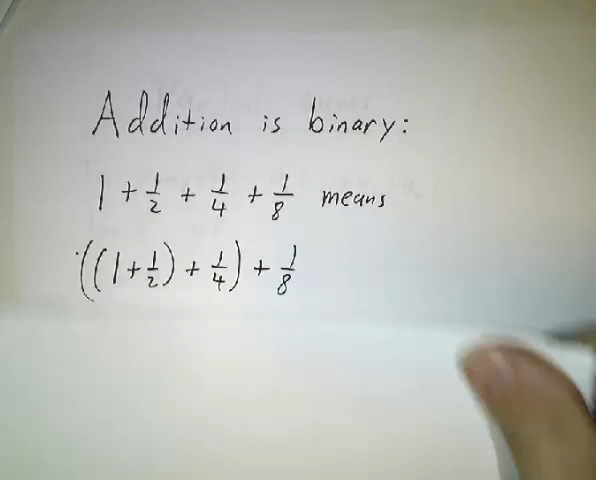 Addition is binary:
1 + 1/2 + 1/4 + 1/8 means
((1 + 1/2) + 1/4) + 1/8